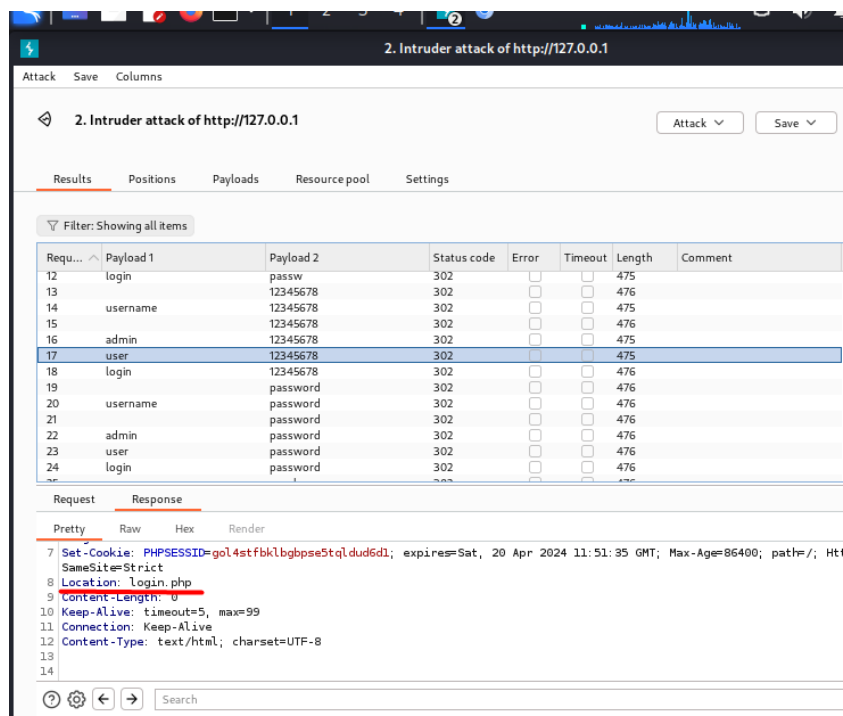 1 2 3 4 2
2. Intruder attack of http://127.0.0.1
Attack Save Columns
2. Intruder attack of http://127.0.0.1 Attack Save
Results Positions Payloads Resource pool Settings
Filter: Showing all items
Requ... Payload 1 Payload 2 Status code Error Timeout Length Comment
12 login passw 302 475
13 12345678 302 476
14 username 12345678 302 475
15 12345678 302 476
16 admin 12345678 302 475
17 user 12345678 302 475
18 login 12345678 302 476
19 password 302 476
20 username password 302 476
21 password 302 476
22 admin password 302 476
23 user password 302 476
24 login password 302 476
Request Response
Pretty Raw Hex Render
7 Set-Cookie: PHPSESSID=gol4stfbklbgbpse5tqldud6d1; expires=Sat, 20 Apr 2024 11:51:35 GMT; Max-Age=86400; path=/; Htt
SameSite=Strict
8 Location: login.php
9 Content-Length: 0
10 Keep-Alive: timeout=5, max=99
11 Connection: Keep-Alive
12 Content-Type: text/html; charset=UTF-8
13
14
Search